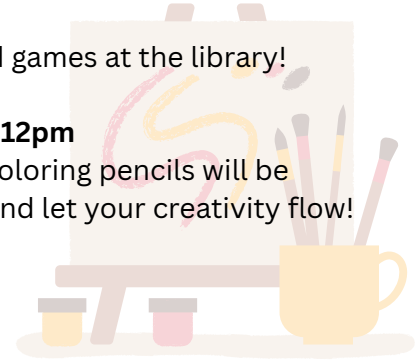 games at the library!
12pm
oloring pencils will be
nd let your creativity flow!